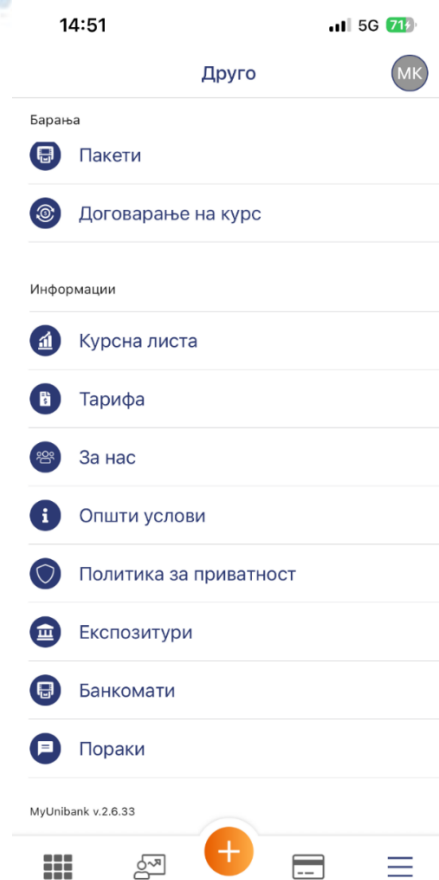 14:51 5G 71
Друго МК
Барања
Пакети
Договарање на курс
Информации
Курсна листа
Тарифа
За нас
Општи услови
Политика за приватност
Експозитури
Банкомати
Пораки
MyUnibank v.2.6.33